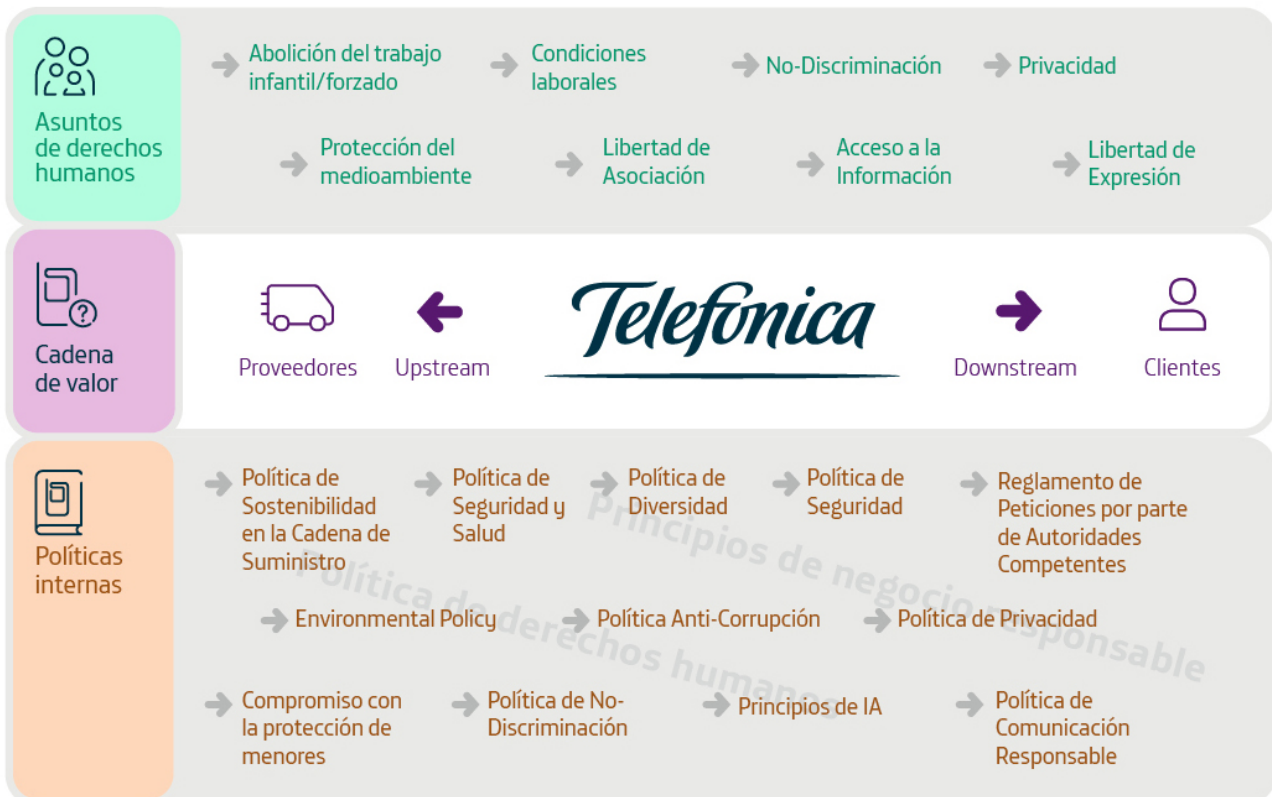 Asuntos
de derechos
humanos
Abolición del trabajo
infantil/forzado
Condiciones
laborales
No-Discriminación
Privacidad
Protección del
medioambiente
Libertad de
Asociación
Acceso a la
Información
Libertad de
Expresión
Cadena
de valor
Proveedores
Upstream
Telefónica
Downstream
Clientes
Políticas
internas
Política de
Sostenibilidad
en la Cadena de
Suministro
Política de
Seguridad y
Salud
Política de
Diversidad
Política de
Seguridad
Reglamento de
Peticiones por parte
de Autoridades
Competentes
Environmental Policy
Política Anti-Corrupción
Política de Privacidad
Compromiso con
la protección de
menores
Política de No-
Discriminación
Principios de IA
Política de
Comunicación
Responsable
Principios de negocio responsable
Política de derechos humanos